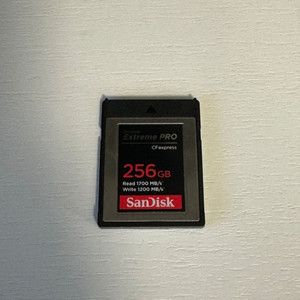 Extreme PRO
CFexpress
256GB
Read 1700 MB/s
Write 1200 MB/s
SanDisk